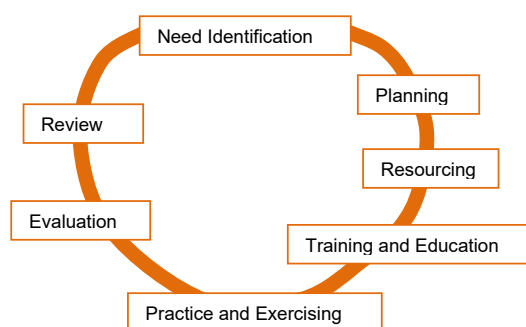 Need Identification
Planning
Resourcing
Training and Education
Practice and Exercising
Evaluation
Review